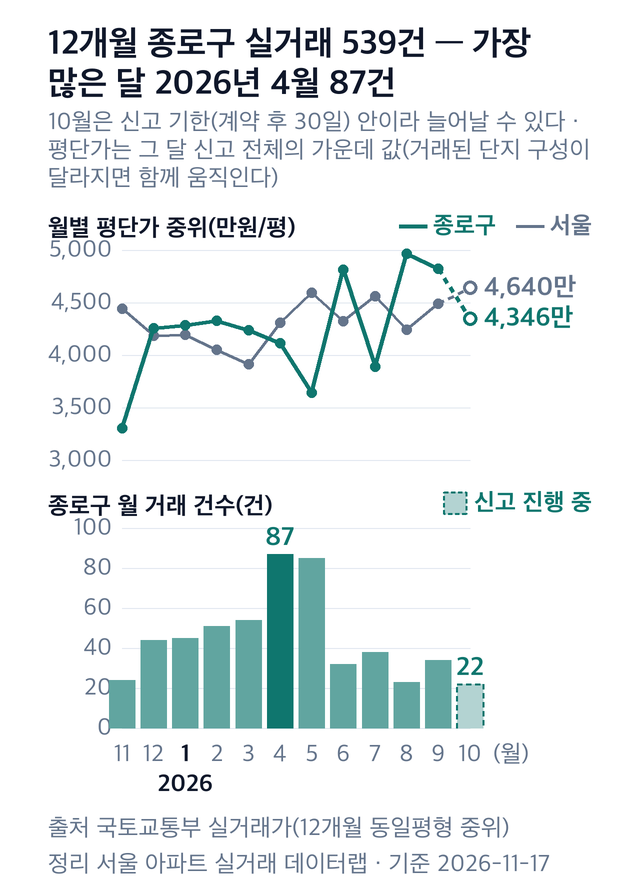 12개월 종로구 실거래 539건 — 가장
많은 달 2026년 4월 87건
10월은 신고 기한(계약 후 30일) 안이라 늘어날 수 있다 ·
평단가는 그 달 신고 전체의 가운데 값(거래된 단지 구성이
달라지면 함께 움직인다)
월별 평단가 중위(만원/평)
종로구 서울
5,000
4,500
4,000
3,500
3,000
4,640만
4,346만
종로구 월 거래 건수(건)
신고 진행 중
100
80
60
40
20
0
87
22
11 12 1 2 3 4 5 6 7 8 9 10 (월)
2026
출처 국토교통부 실거래가(12개월 동일평형 중위)
정리 서울 아파트 실거래 데이터랩 · 기준 2026-11-17